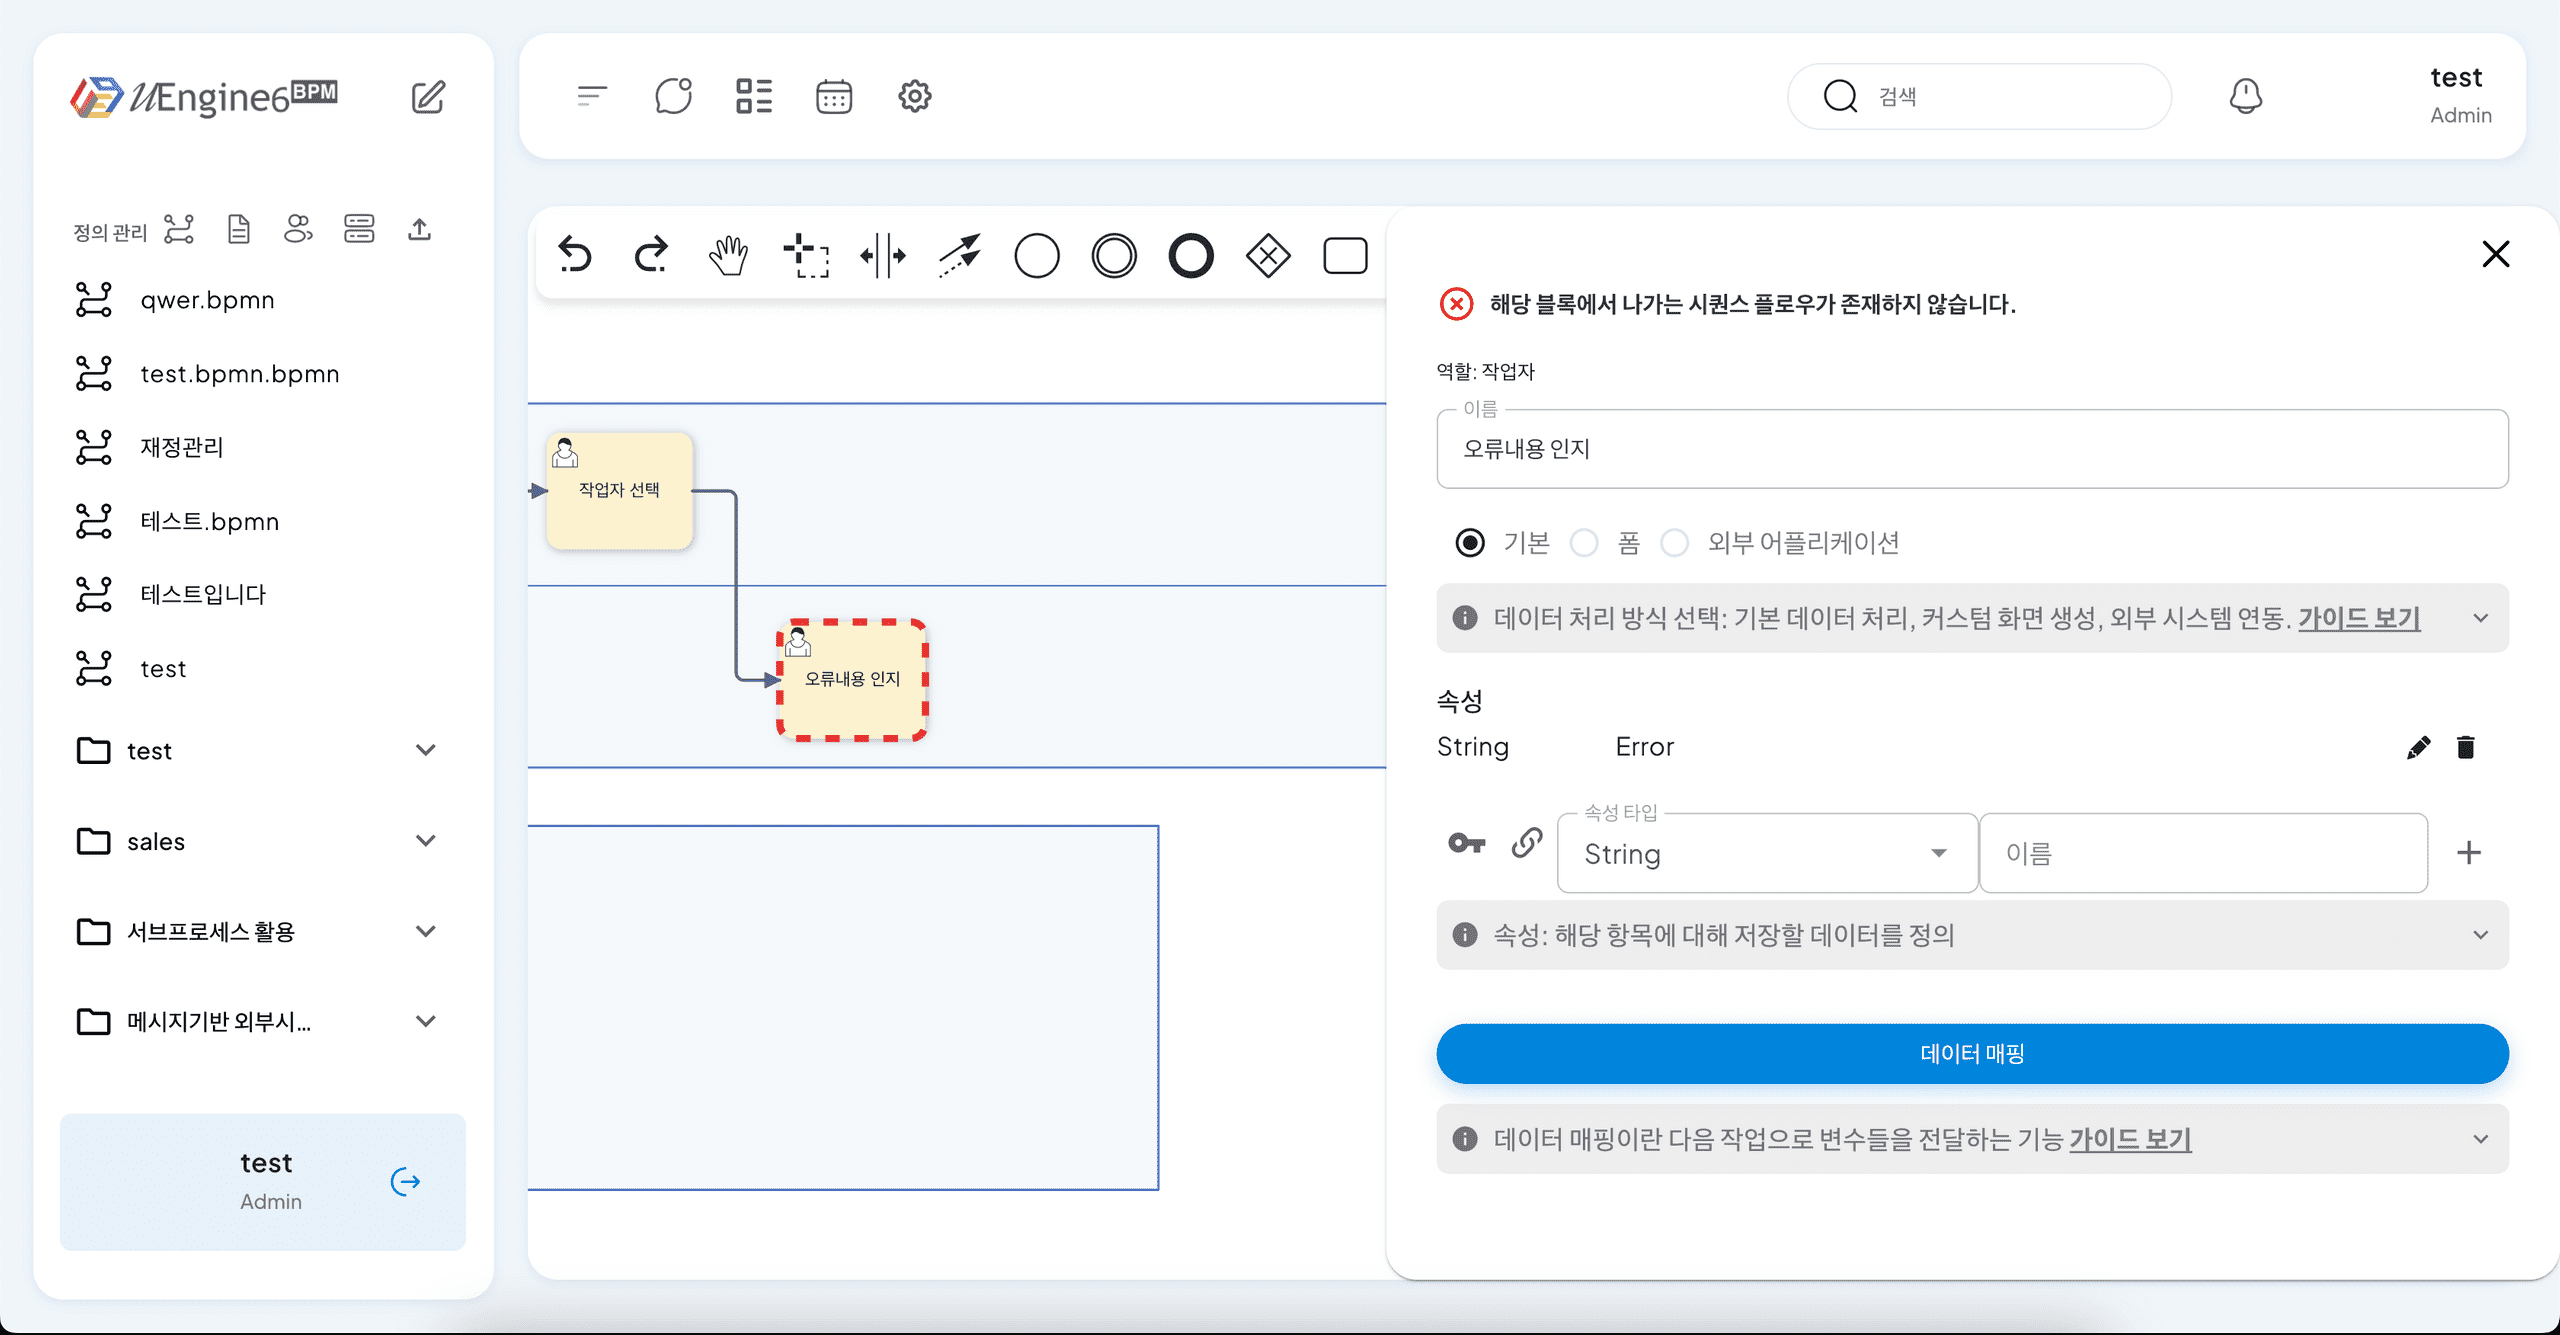 uEngine6 BPM
검색
test
Admin
정의 관리
qwer.bpmn
test.bpmn.bpmn
재정관리
테스트.bpmn
테스트입니다
test
test
sales
서브프로세스 활용
메시지기반 외부시...
test
Admin
작업자 선택
오류내용 인지
해당 블록에서 나가는 시퀀스 플로우가 존재하지 않습니다.
역할: 작업자
이름
오류내용 인지
기본 폼 외부 어플리케이션
데이터 처리 방식 선택: 기본 데이터 처리, 커스텀 화면 생성, 외부 시스템 연동. 가이드 보기
속성
String Error
속성 타입
String 이름
속성: 해당 항목에 대해 저장할 데이터를 정의
데이터 매핑
데이터 매핑이란 다음 작업으로 변수들을 전달하는 기능 가이드 보기